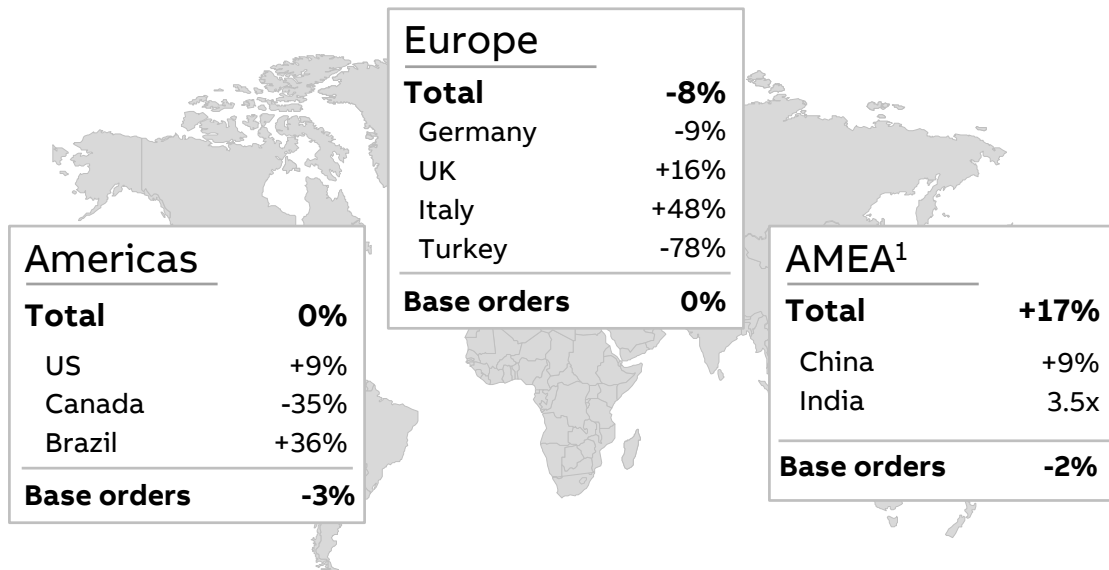 Europe
Total -8%
Germany -9%
UK +16%
Italy +48%
Turkey -78%
Base orders 0%
Americas
Total 0%
US +9%
Canada -35%
Brazil +36%
Base orders -3%
AMEA¹
Total +17%
China +9%
India 3.5x
Base orders -2%